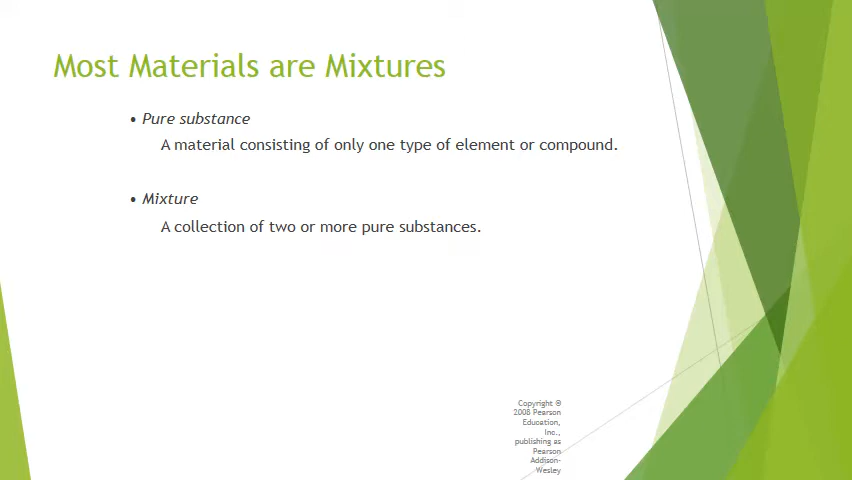 Most Materials are Mixtures
• Pure substance
A material consisting of only one type of element or compound.
• Mixture
A collection of two or more pure substances.
Copyright ©
2008 Pearson
Education,
Inc.,
publishing as
Pearson
Addison-
Wesley